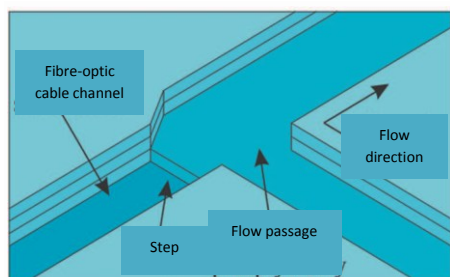 Fibre-optic
cable channel
Flow
direction
Step
Flow passage